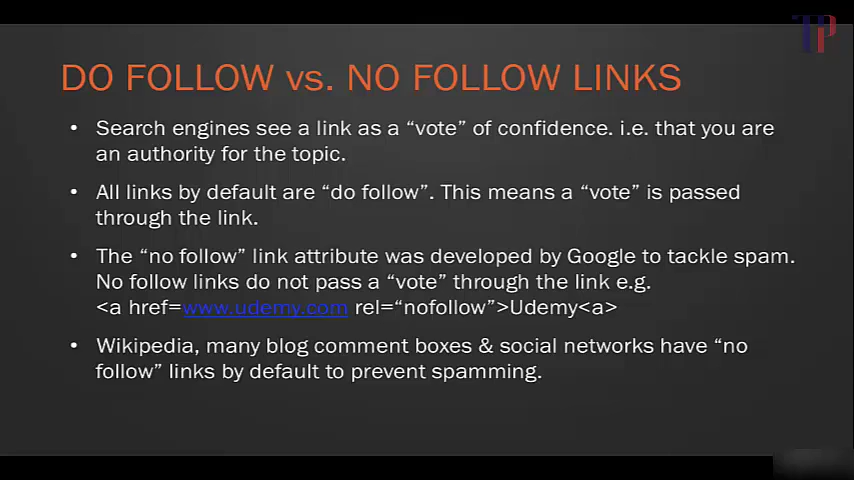 TP
DO FOLLOW vs. NO FOLLOW LINKS
• Search engines see a link as a “vote” of confidence. i.e. that you are
an authority for the topic.
• All links by default are “do follow”. This means a “vote” is passed
through the link.
• The “no follow” link attribute was developed by Google to tackle spam.
No follow links do not pass a “vote” through the link e.g.
<a href=www.udemy.com rel=“nofollow”>Udemy<a>
• Wikipedia, many blog comment boxes & social networks have “no
follow” links by default to prevent spamming.